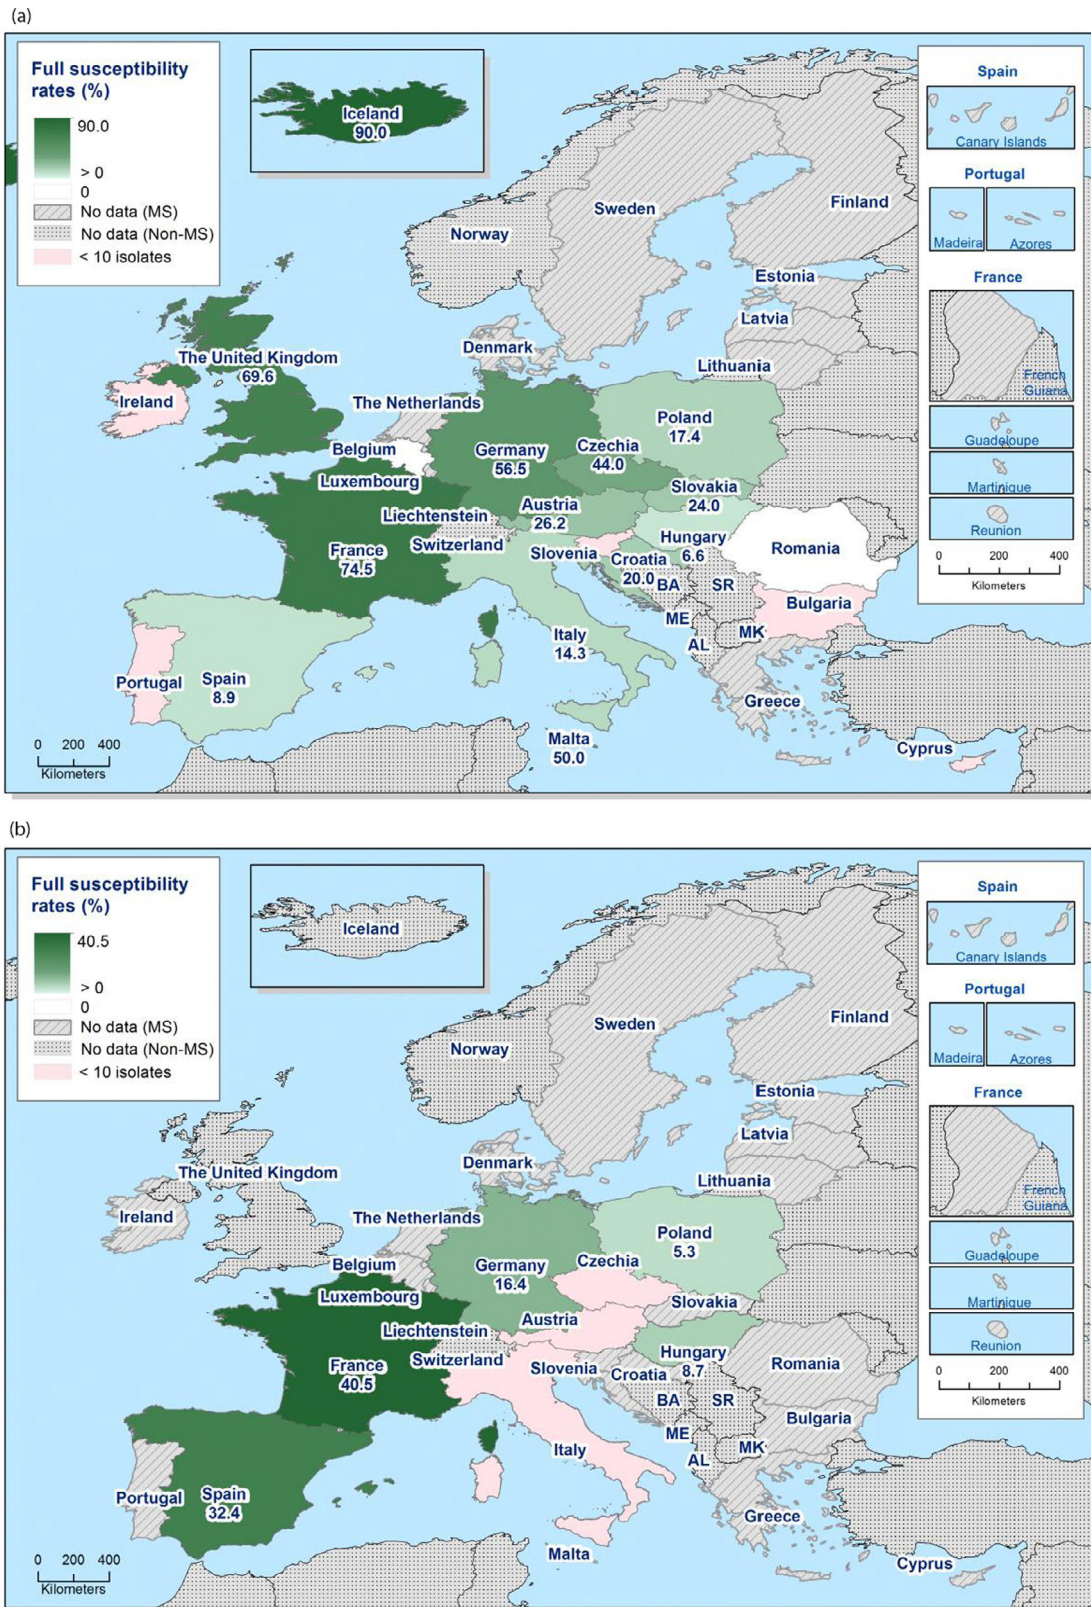 (a)
Full susceptibility
rates (%)
90.0
> 0
0
No data (MS)
No data (Non-MS)
< 10 isolates
Iceland
90.0
Spain
Canary Islands
Portugal
Madeira
Azores
France
French
Guiana
Guadeloupe
Martinique
Reunion
0 200 400
Kilometers
Sweden
Finland
Norway
Estonia
Latvia
Denmark
Lithuania
The United Kingdom
69.6
Ireland
The Netherlands
Poland
17.4
Belgium
Germany
56.5
Czechia
44.0
Luxembourg
Slovakia
24.0
Austria
26.2
Liechtenstein
Switzerland
France
74.5
Slovenia
Hungary
6.6
Croatia
20.0
Romania
BA
SR
Bulgaria
ME
MK
AL
Italy
14.3
Portugal
Spain
8.9
Greece
Malta
50.0
Cyprus
0 200 400
Kilometers
(b)
Full susceptibility
rates (%)
40.5
> 0
0
No data (MS)
No data (Non-MS)
< 10 isolates
Iceland
Spain
Canary Islands
Portugal
Madeira
Azores
France
French
Guiana
Guadeloupe
Martinique
Reunion
0 200 400
Kilometers
Sweden
Finland
Norway
Estonia
Latvia
Denmark
Lithuania
The United Kingdom
Ireland
The Netherlands
Poland
5.3
Belgium
Germany
16.4
Czechia
Luxembourg
Slovakia
Austria
Liechtenstein
Switzerland
France
40.5
Slovenia
Hungary
8.7
Croatia
Romania
BA
SR
Bulgaria
ME
MK
AL
Italy
Portugal
Spain
32.4
Greece
Malta
Cyprus
0 200 400
Kilometers